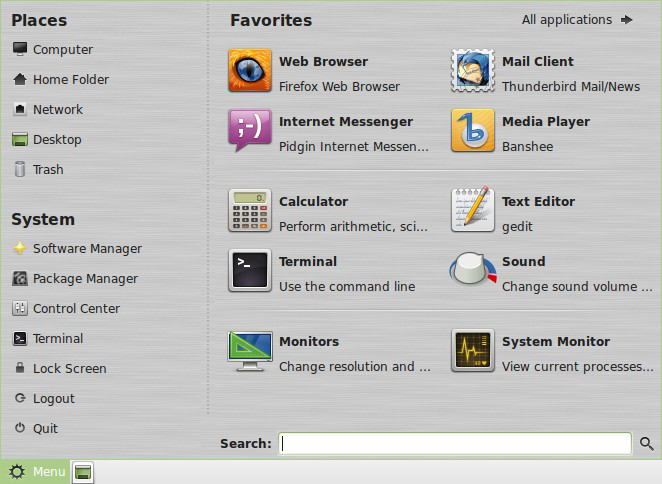 Places
Computer
Home Folder
Network
Desktop
Trash
System
Software Manager
Package Manager
Control Center
Terminal
Lock Screen
Logout
Quit
Favorites
All applications
Web Browser
Firefox Web Browser
Mail Client
Thunderbird Mail/News
;-)
Internet Messenger
Pidgin Internet Messen...
Media Player
Banshee
0.
Calculator
Perform arithmetic, sci...
Text Editor
gedit
>_
Terminal
Use the command line
Sound
Change sound volume ...
Monitors
Change resolution and ...
System Monitor
View current processes...
Search:
Menu